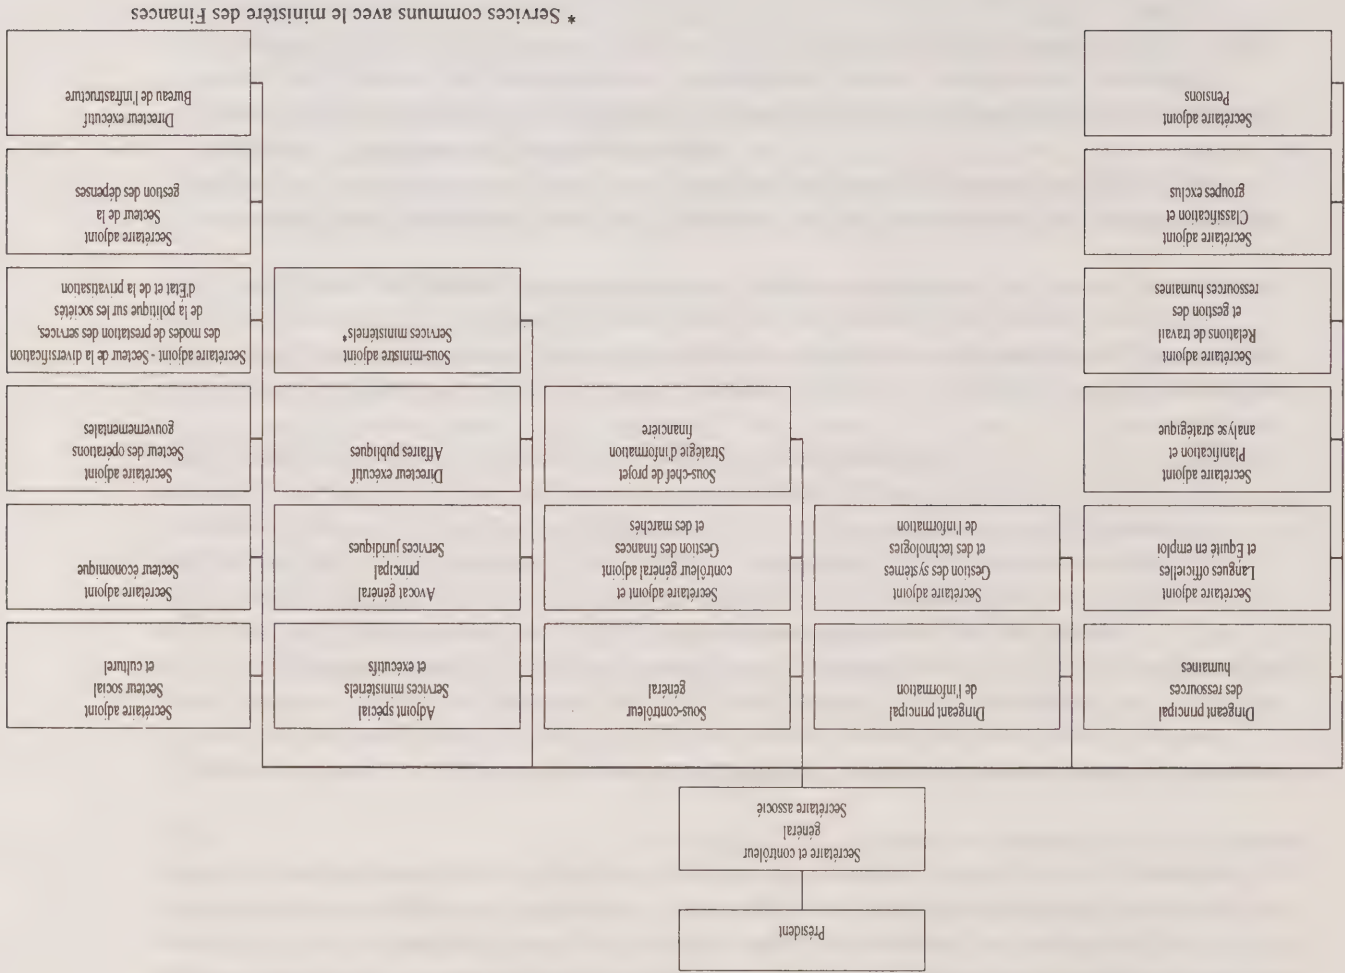 Président
Secrétaire et contrôleur
général
Secrétaire associé
Dirigeant principal
des ressources
humaines
Secrétaire adjoint
Langues officielles
et Équité en emploi
Secrétaire adjoint
Planification et
analyse stratégique
Secrétaire adjoint
Relations de travail
et gestion des
ressources humaines
Secrétaire adjoint
Classification et
groupes exclus
Secrétaire adjoint
Pensions
Dirigeant principal
de l'information
Secrétaire adjoint
Gestion des systèmes
et des technologies
de l'information
Sous-contrôleur
général
Secrétaire adjoint et
contrôleur général adjoint
Gestion des finances
et des marchés
Sous-chef de projet
Stratégie d'information
financière
Adjoint spécial
Services ministériels
et exécutifs
Avocat général
principal
Services juridiques
Directeur exécutif
Affaires publiques
Sous-ministre adjoint
Services ministériels*
Secrétaire adjoint
Secteur social
et culturel
Secrétaire adjoint
Secteur économique
Secrétaire adjoint
Secteur des opérations
gouvernementales
Secrétaire adjoint - Secteur de la diversification
des modes de prestation des services,
de la politique sur les sociétés
d'État et de la privatisation
Secrétaire adjoint
Secteur de la
gestion des dépenses
Directeur exécutif
Bureau de l'infrastructure
* Services communs avec le ministère des Finances